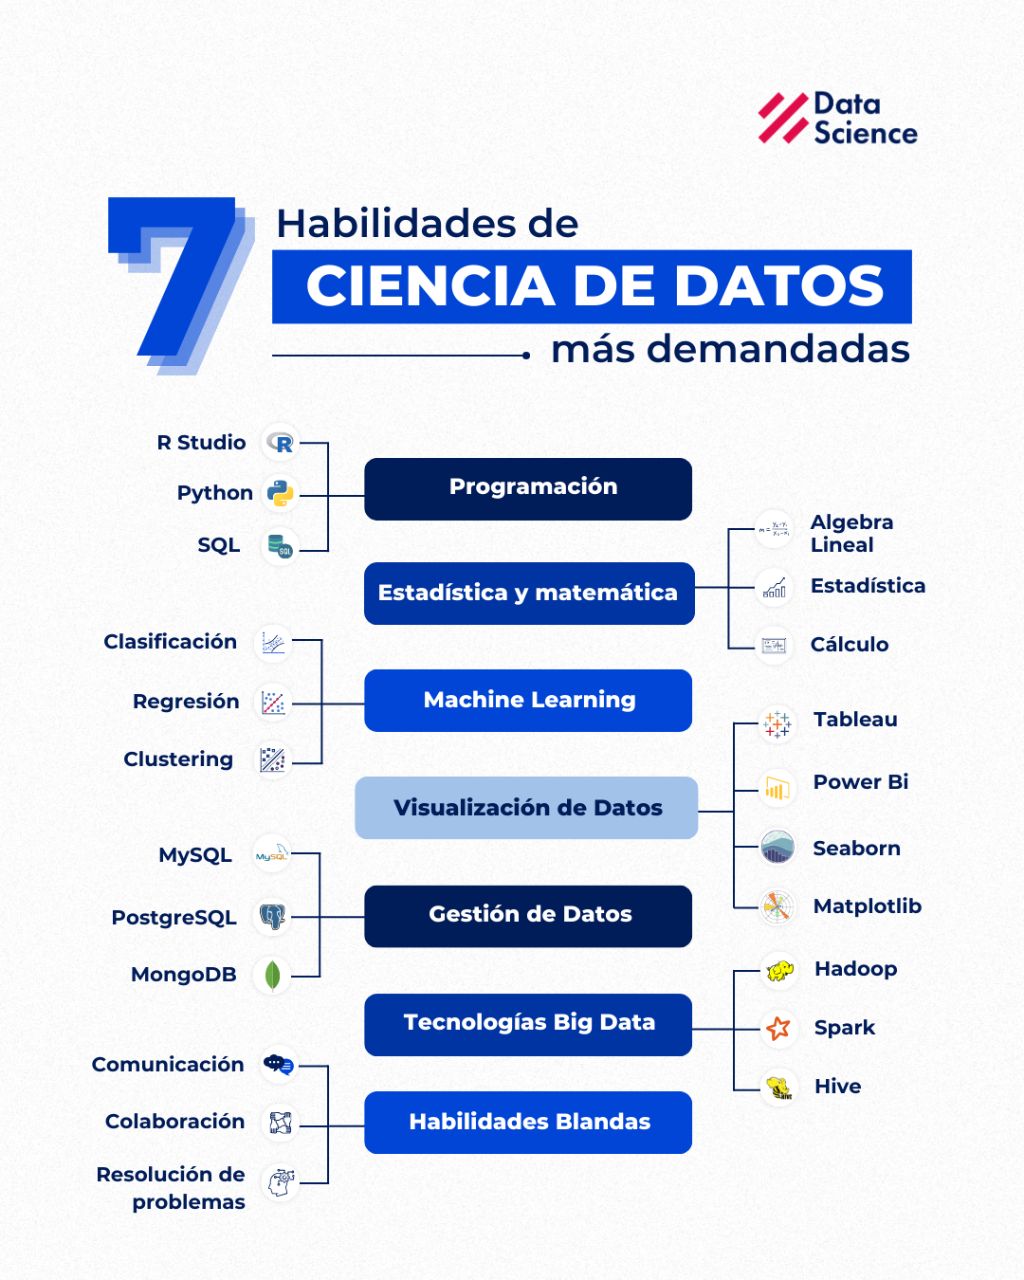 Data
Science
7
Habilidades de
CIENCIA DE DATOS
más demandadas
R Studio
Python
SQL
Programación
Algebra
Lineal
Estadística
Cálculo
Estadística y matemática
Clasificación
Regresión
Clustering
Machine Learning
Tableau
Power Bi
Seaborn
Matplotlib
Visualización de Datos
MySQL
MySQL
PostgreSQL
MongoDB
Gestión de Datos
Hadoop
Spark
Hive
Tecnologías Big Data
Comunicación
Colaboración
Resolución de
problemas
Habilidades Blandas